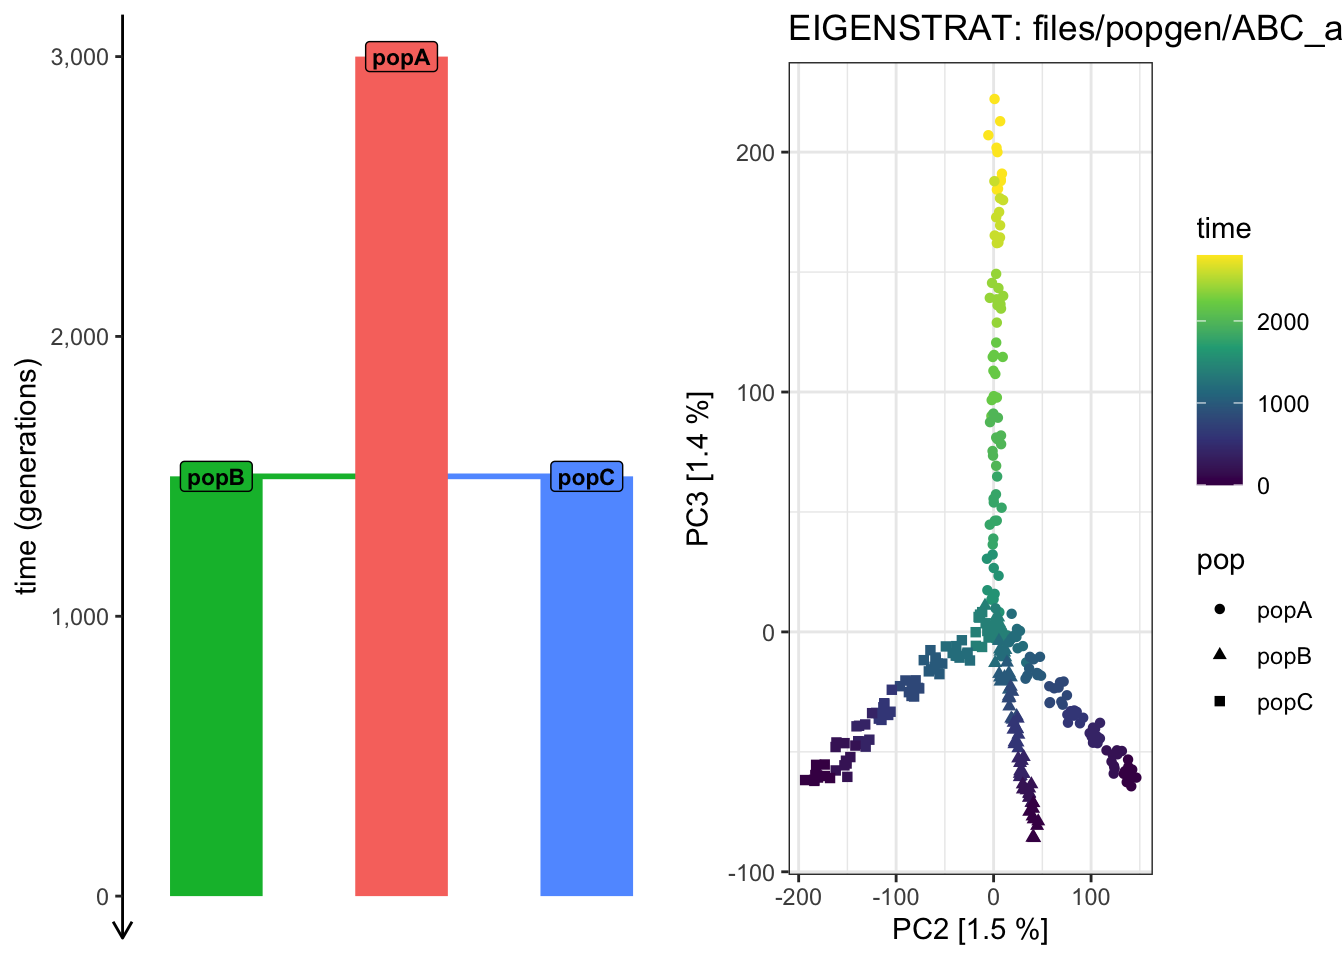 time (generations)
3,000
2,000
1,000
0
popA
popB
popC
EIGENSTRAT: files/popgen/ABC_a
PC3 [1.4 %]
200
100
0
-100
-200
-100
0
100
PC2 [1.5 %]
time
2000
1000
0
pop
popA
popB
popC